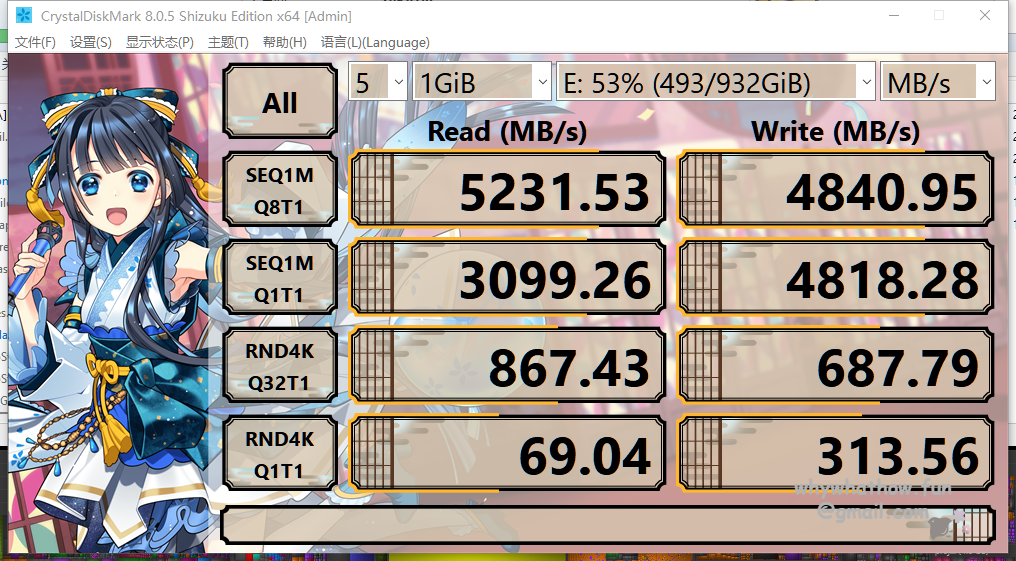 CrystalDiskMark 8.0.5 Shizuku Edition x64 [Admin]
文件(F) 设置(S) 显示状态(P) 主题(T) 帮助(H) 语言(L)(Language)
All 5 1GiB E: 53% (493/932GiB) MB/s
Read (MB/s) Write (MB/s)
SEQ1M
Q8T1
5231.53 4840.95
SEQ1M
Q1T1
3099.26 4818.28
RND4K
Q32T1
867.43 687.79
RND4K
Q1T1
69.04 313.56
whywhathow.fun
@gmail.com